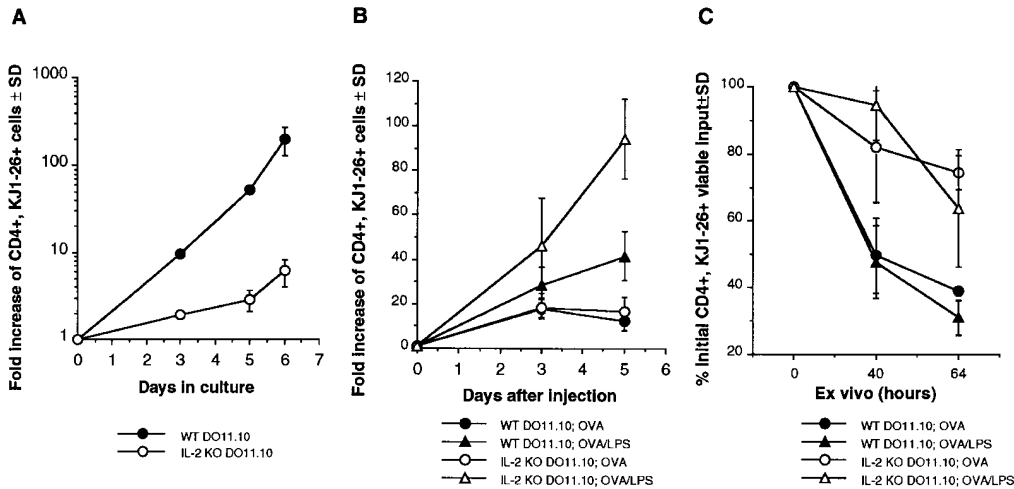 A
Fold increase of CD4+, KJ1-26+ cells ± SD
1000
100
10
1
0 1 2 3 4 5 6 7
Days in culture
WT DO11.10
IL-2 KO DO11.10
B
Fold increase of CD4+, KJ1-26+ cells ± SD
120
100
80
60
40
20
0
0 1 2 3 4 5 6
Days after injection
WT DO11.10; OVA
WT DO11.10; OVA/LPS
IL-2 KO DO11.10; OVA
IL-2 KO DO11.10; OVA/LPS
C
% Initial CD4+, KJ1-26+ viable input±SD
100
80
60
40
20
0 40 64
Ex vivo (hours)
WT DO11.10; OVA
WT DO11.10; OVA/LPS
IL-2 KO DO11.10; OVA
IL-2 KO DO11.10; OVA/LPS